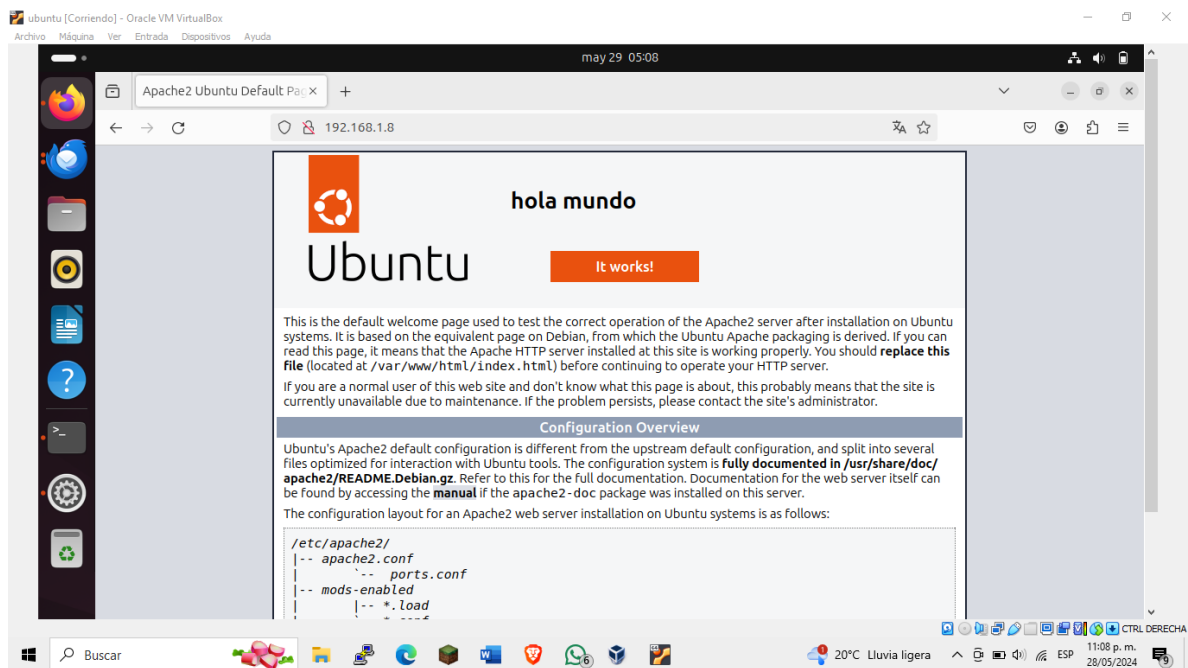 ubuntu [Corriendo] - Oracle VM VirtualBox
Archivo Máquina Ver Entrada Dispositivos Ayuda
may 29 05:08
Apache2 Ubuntu Default Pag
192.168.1.8
hola mundo
Ubuntu
It works!
This is the default welcome page used to test the correct operation of the Apache2 server after installation on Ubuntu
systems. It is based on the equivalent page on Debian, from which the Ubuntu Apache packaging is derived. If you can
read this page, it means that the Apache HTTP server installed at this site is working properly. You should replace this
file (located at /var/www/html/index.html) before continuing to operate your HTTP server.
If you are a normal user of this web site and don't know what this page is about, this probably means that the site is
currently unavailable due to maintenance. If the problem persists, please contact the site's administrator.
Configuration Overview
Ubuntu's Apache2 default configuration is different from the upstream default configuration, and split into several
files optimized for interaction with Ubuntu tools. The configuration system is fully documented in /usr/share/doc/
apache2/README.Debian.gz. Refer to this for the full documentation. Documentation for the web server itself can
be found by accessing the manual if the apache2-doc package was installed on this server.
The configuration layout for an Apache2 web server installation on Ubuntu systems is as follows:
/etc/apache2/
|-- apache2.conf
|       `--  ports.conf
|-- mods-enabled
|       |-- *.load
|       `-- *.conf
CTRL DERECHA
Buscar
6
20°C Lluvia ligera
ESP
11:08 p. m.
28/05/2024
9